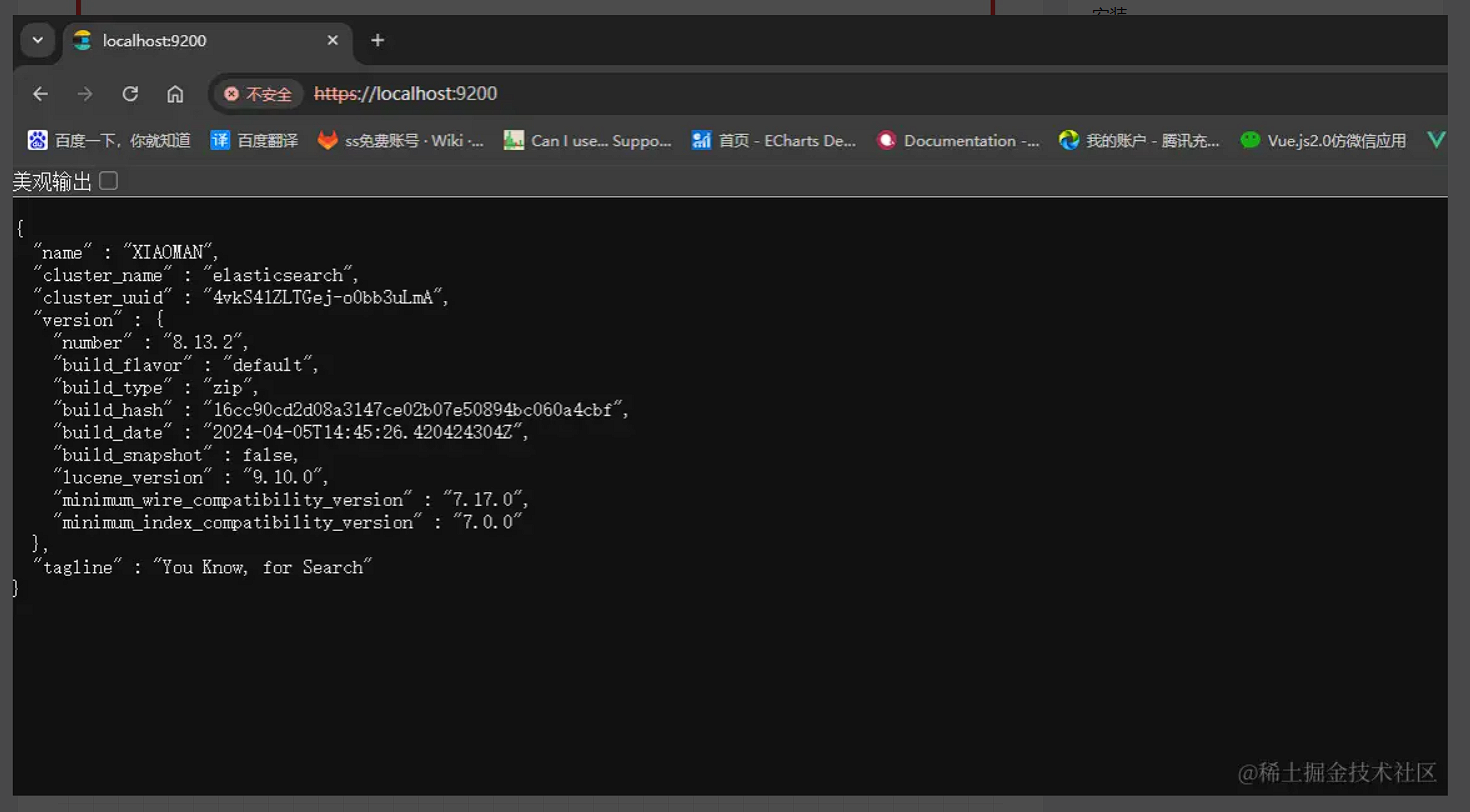 安装
localhost:9200
不安全 https://localhost:9200
百度一下，你就知道 百度翻译 ss免费账号 · Wiki ·... Can I use... Suppo... 首页 - ECharts De... Documentation -... 我的账户 - 腾讯充... Vue.js2.0仿微信应用
美观输出
{
"name" : "XIAOMAN",
"cluster_name" : "elasticsearch",
"cluster_uuid" : "4vkS41ZLTGej-o0bb3uLmA",
"version" : {
"number" : "8.13.2",
"build_flavor" : "default",
"build_type" : "zip",
"build_hash" : "16cc90cd2d08a3147ce02b07e50894bc060a4cbf",
"build_date" : "2024-04-05T14:45:26.420424304Z",
"build_snapshot" : false,
"lucene_version" : "9.10.0",
"minimum_wire_compatibility_version" : "7.17.0",
"minimum_index_compatibility_version" : "7.0.0"
},
"tagline" : "You Know, for Search"
}
@稀土掘金技术社区